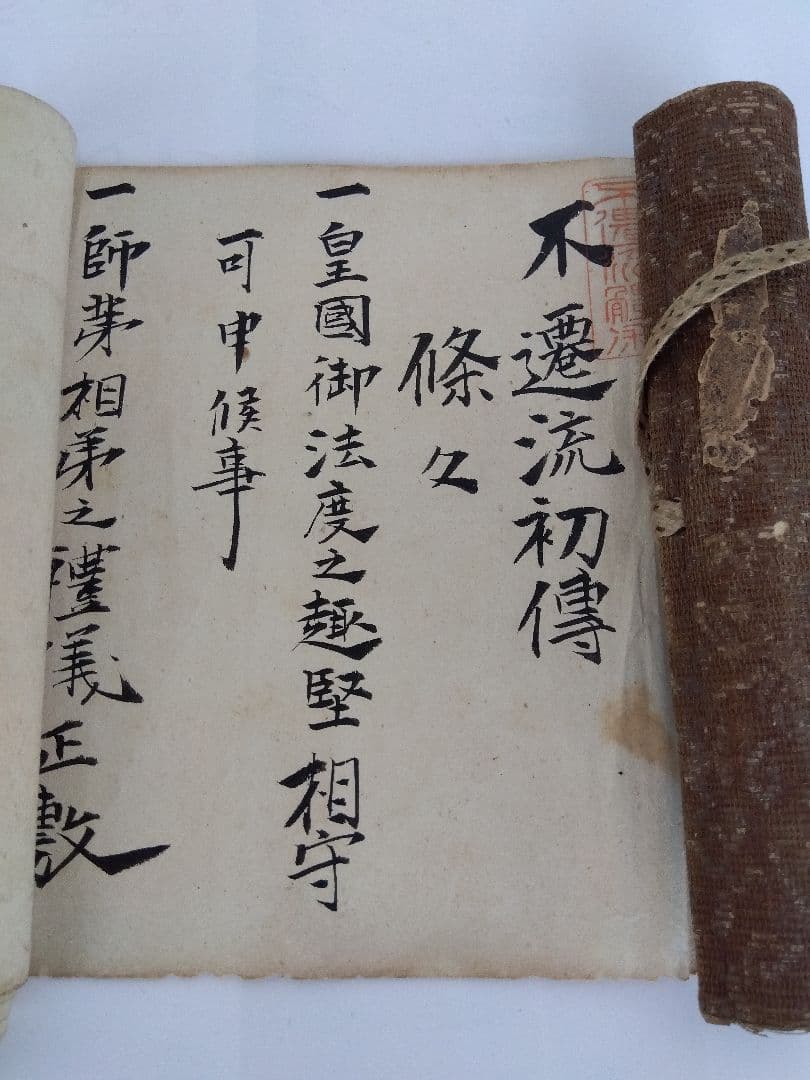 不遷流初傳
條々
一皇國御法度之趣堅相守
可申候事
一師苐相弟之禮儀正敷